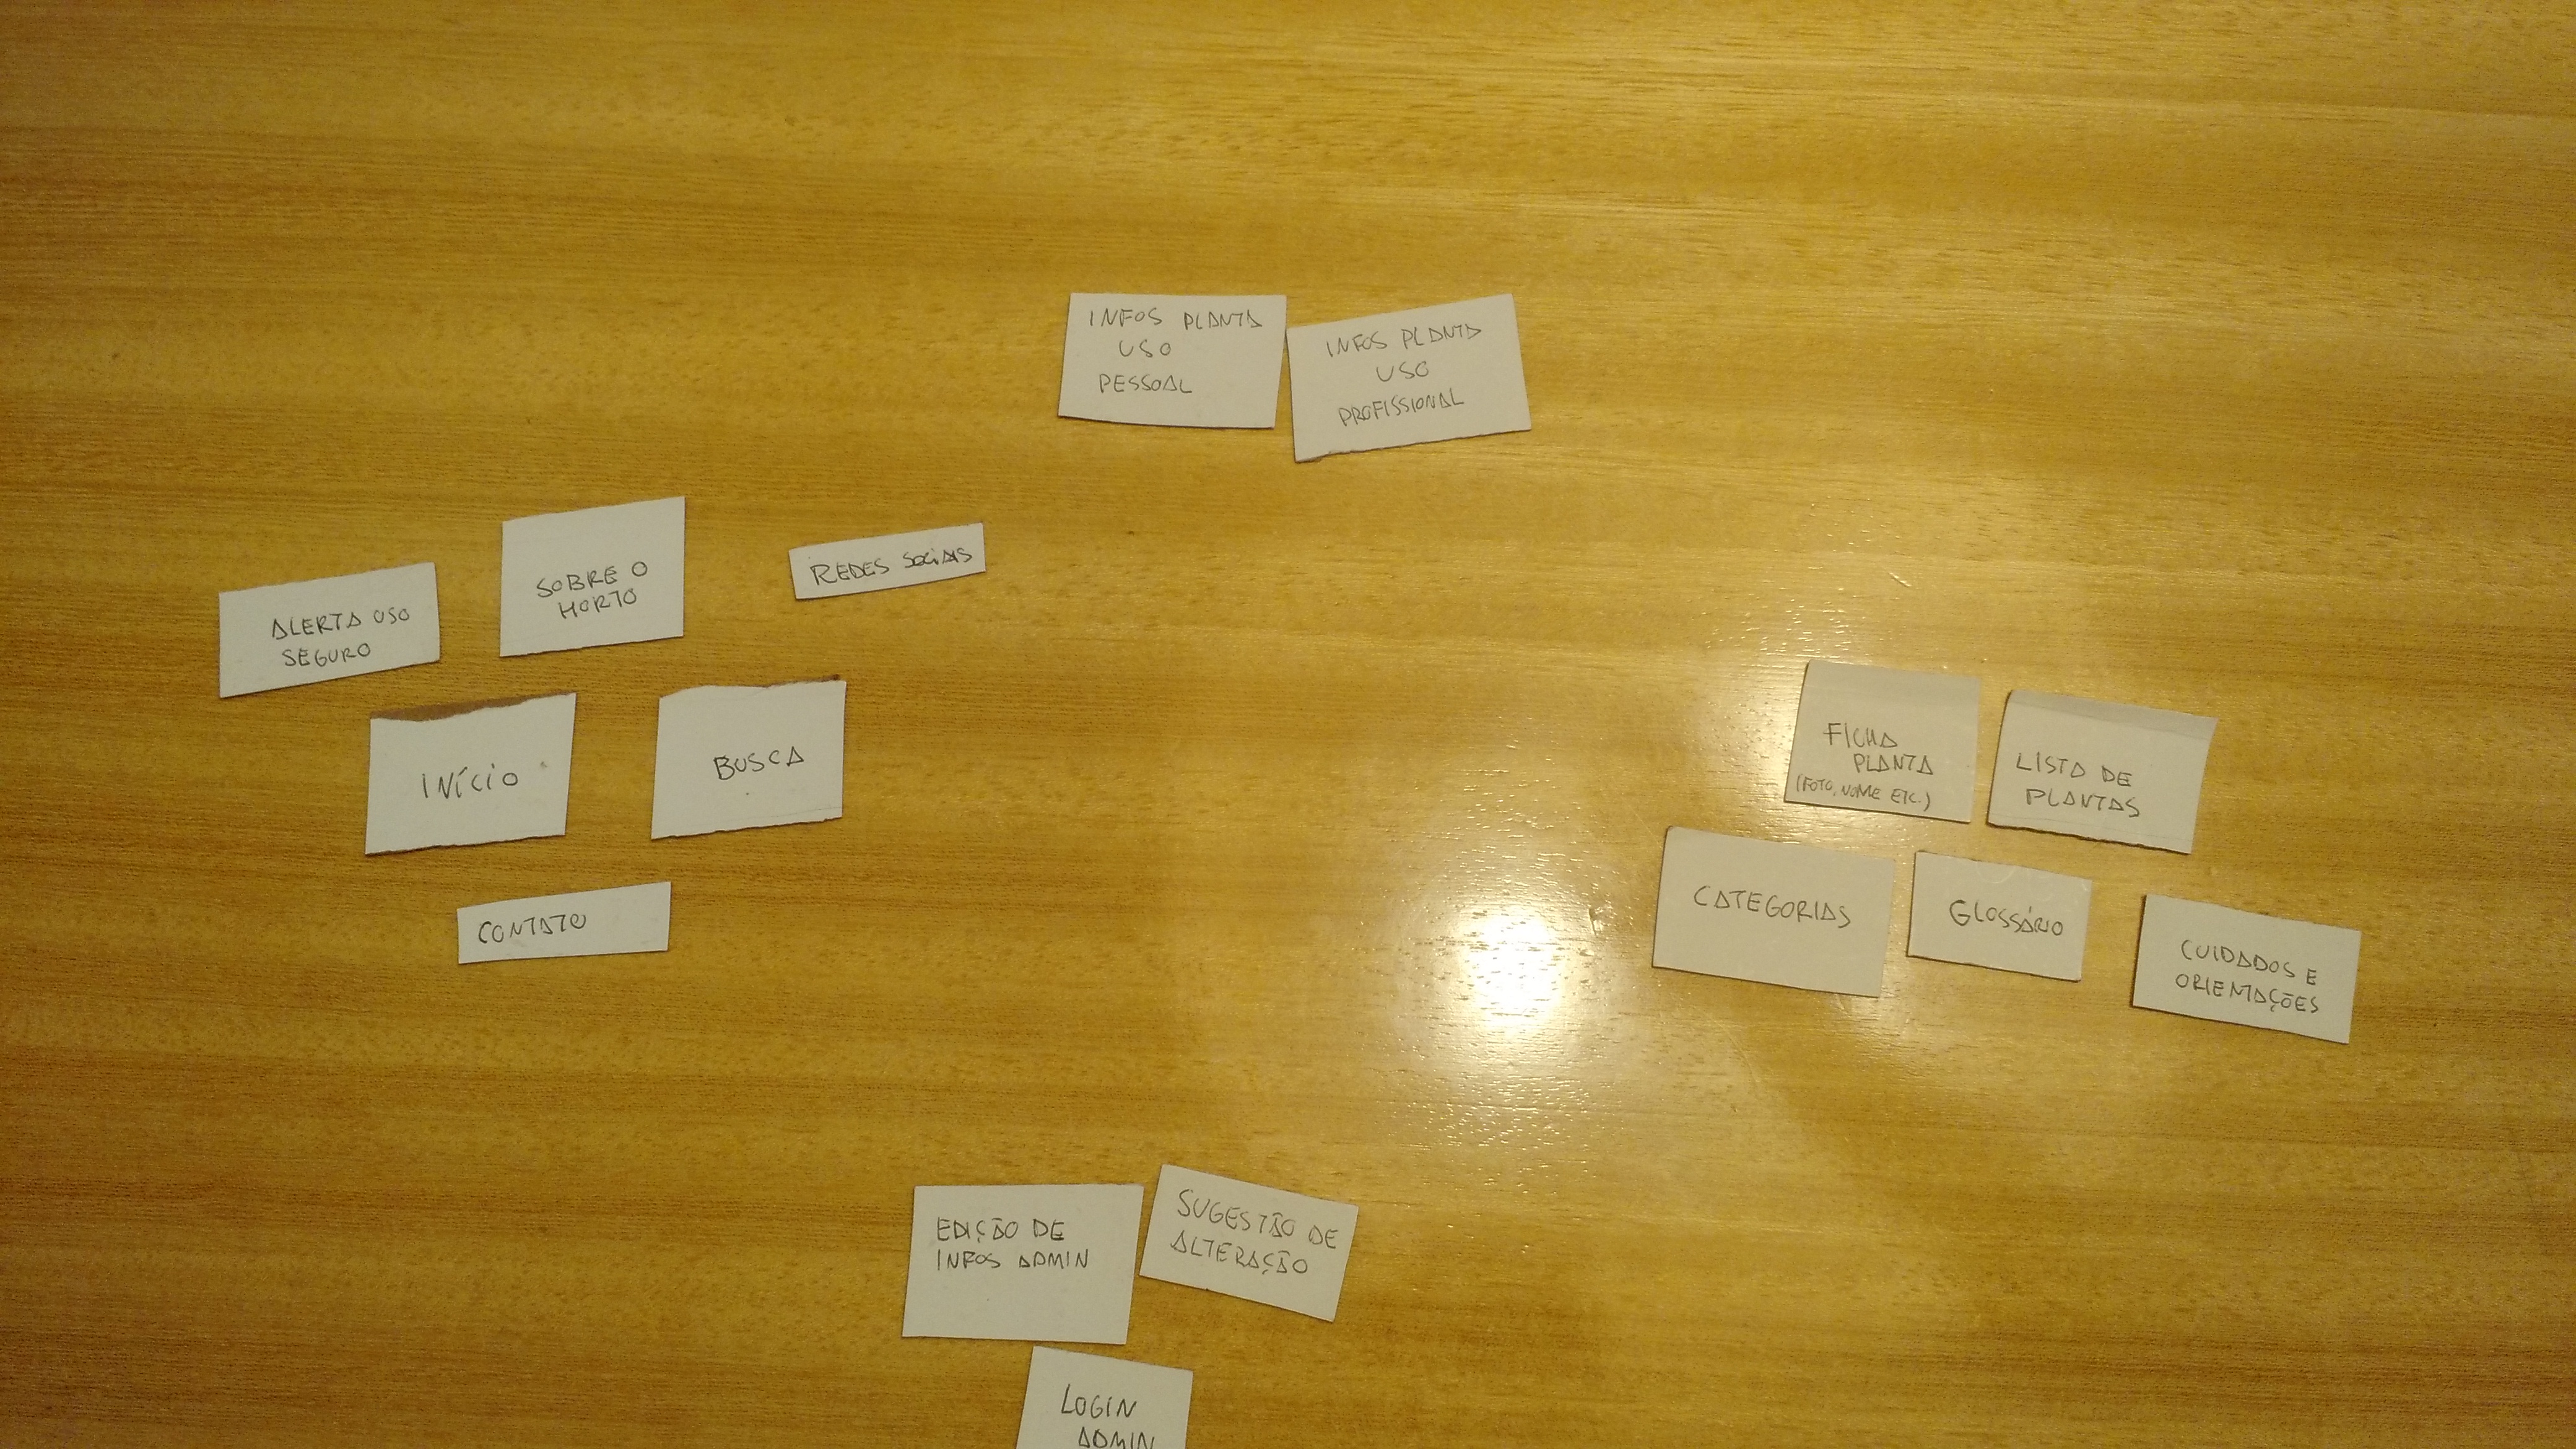 INFOS PLANTA
USO
PESSOAL
INFOS PLANTA
USO
PROFISSIONAL
ALERTA USO
SEGURO
SOBRE O
HORTO
REDES SOCIAIS
INÍCIO
BUSCA
CONTATO
FICHA
PLANTA
(FOTO, NOME ETC.)
LISTA DE
PLANTAS
CATEGORIAS
GLOSSÁRIO
CUIDADOS E
ORIENTAÇÕES
EDIÇÃO DE
INFOS ADMIN
SUGESTÃO DE
ALTERAÇÃO
LOGIN
ADMIN